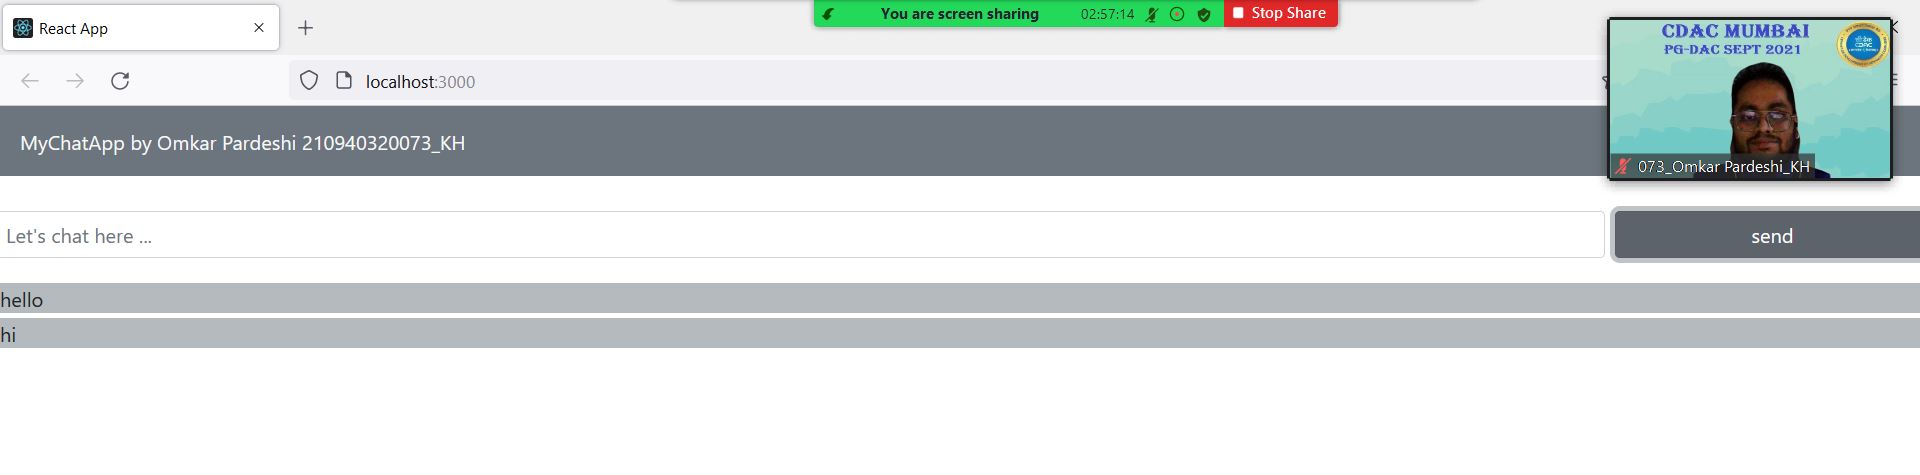 React App
You are screen sharing 02:57:14 Stop Share
CDAC MUMBAI
PG-DAC SEPT 2021
localhost:3000
MyChatApp by Omkar Pardeshi 210940320073_KH
073_Omkar Pardeshi_KH
Let's chat here ...
send
hello
hi